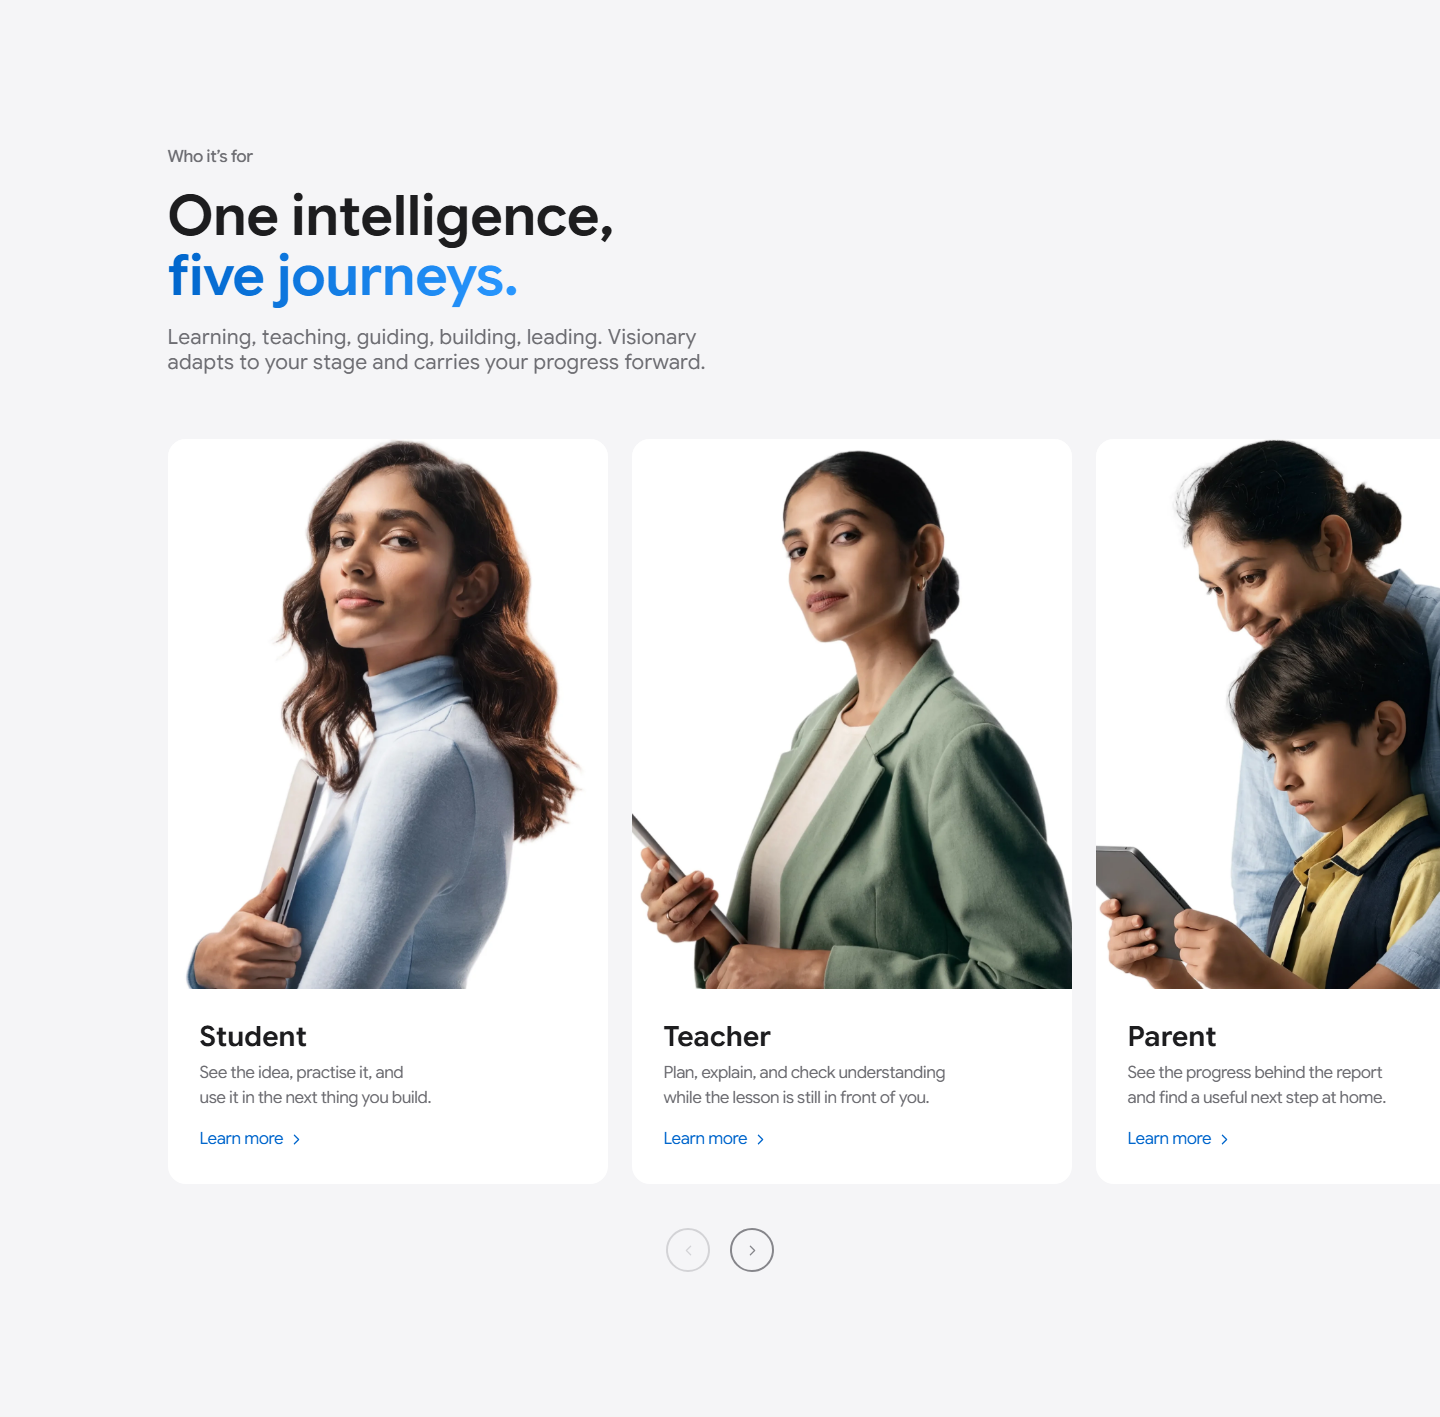 Who it’s for
One intelligence,
five journeys.
Learning, teaching, guiding, building, leading. Visionary
adapts to your stage and carries your progress forward.
Student
See the idea, practise it, and
use it in the next thing you build.
Learn more
Teacher
Plan, explain, and check understanding
while the lesson is still in front of you.
Learn more
Parent
See the progress behind the report
and find a useful next step at home.
Learn more